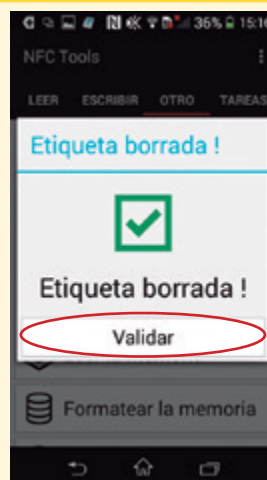 36% 15:16
NFC Tools
LEER ESCRIBIR OTRO TAREAS
Etiqueta borrada !
Etiqueta borrada !
Validar
Formatear la memoria